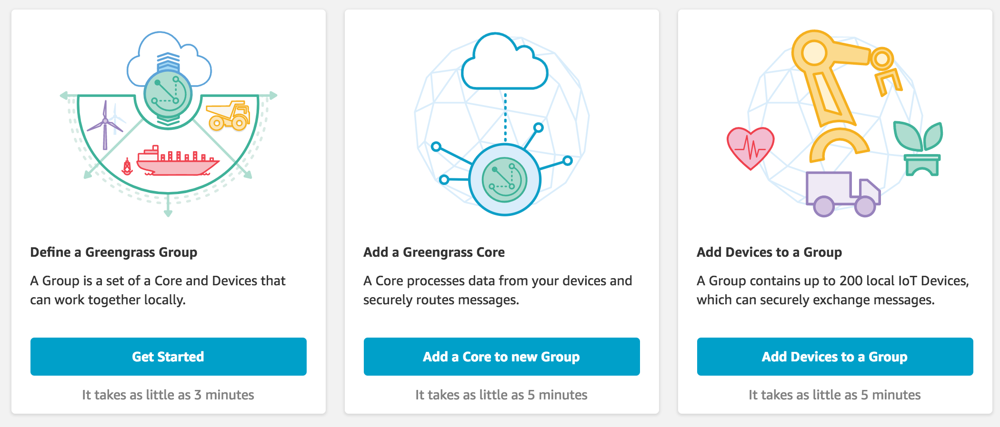 Define a Greengrass Group
A Group is a set of a Core and Devices that
can work together locally.
Get Started
It takes as little as 3 minutes
Add a Greengrass Core
A Core processes data from your devices and
securely routes messages.
Add a Core to new Group
It takes as little as 5 minutes
Add Devices to a Group
A Group contains up to 200 local IoT Devices,
which can securely exchange messages.
Add Devices to a Group
It takes as little as 5 minutes